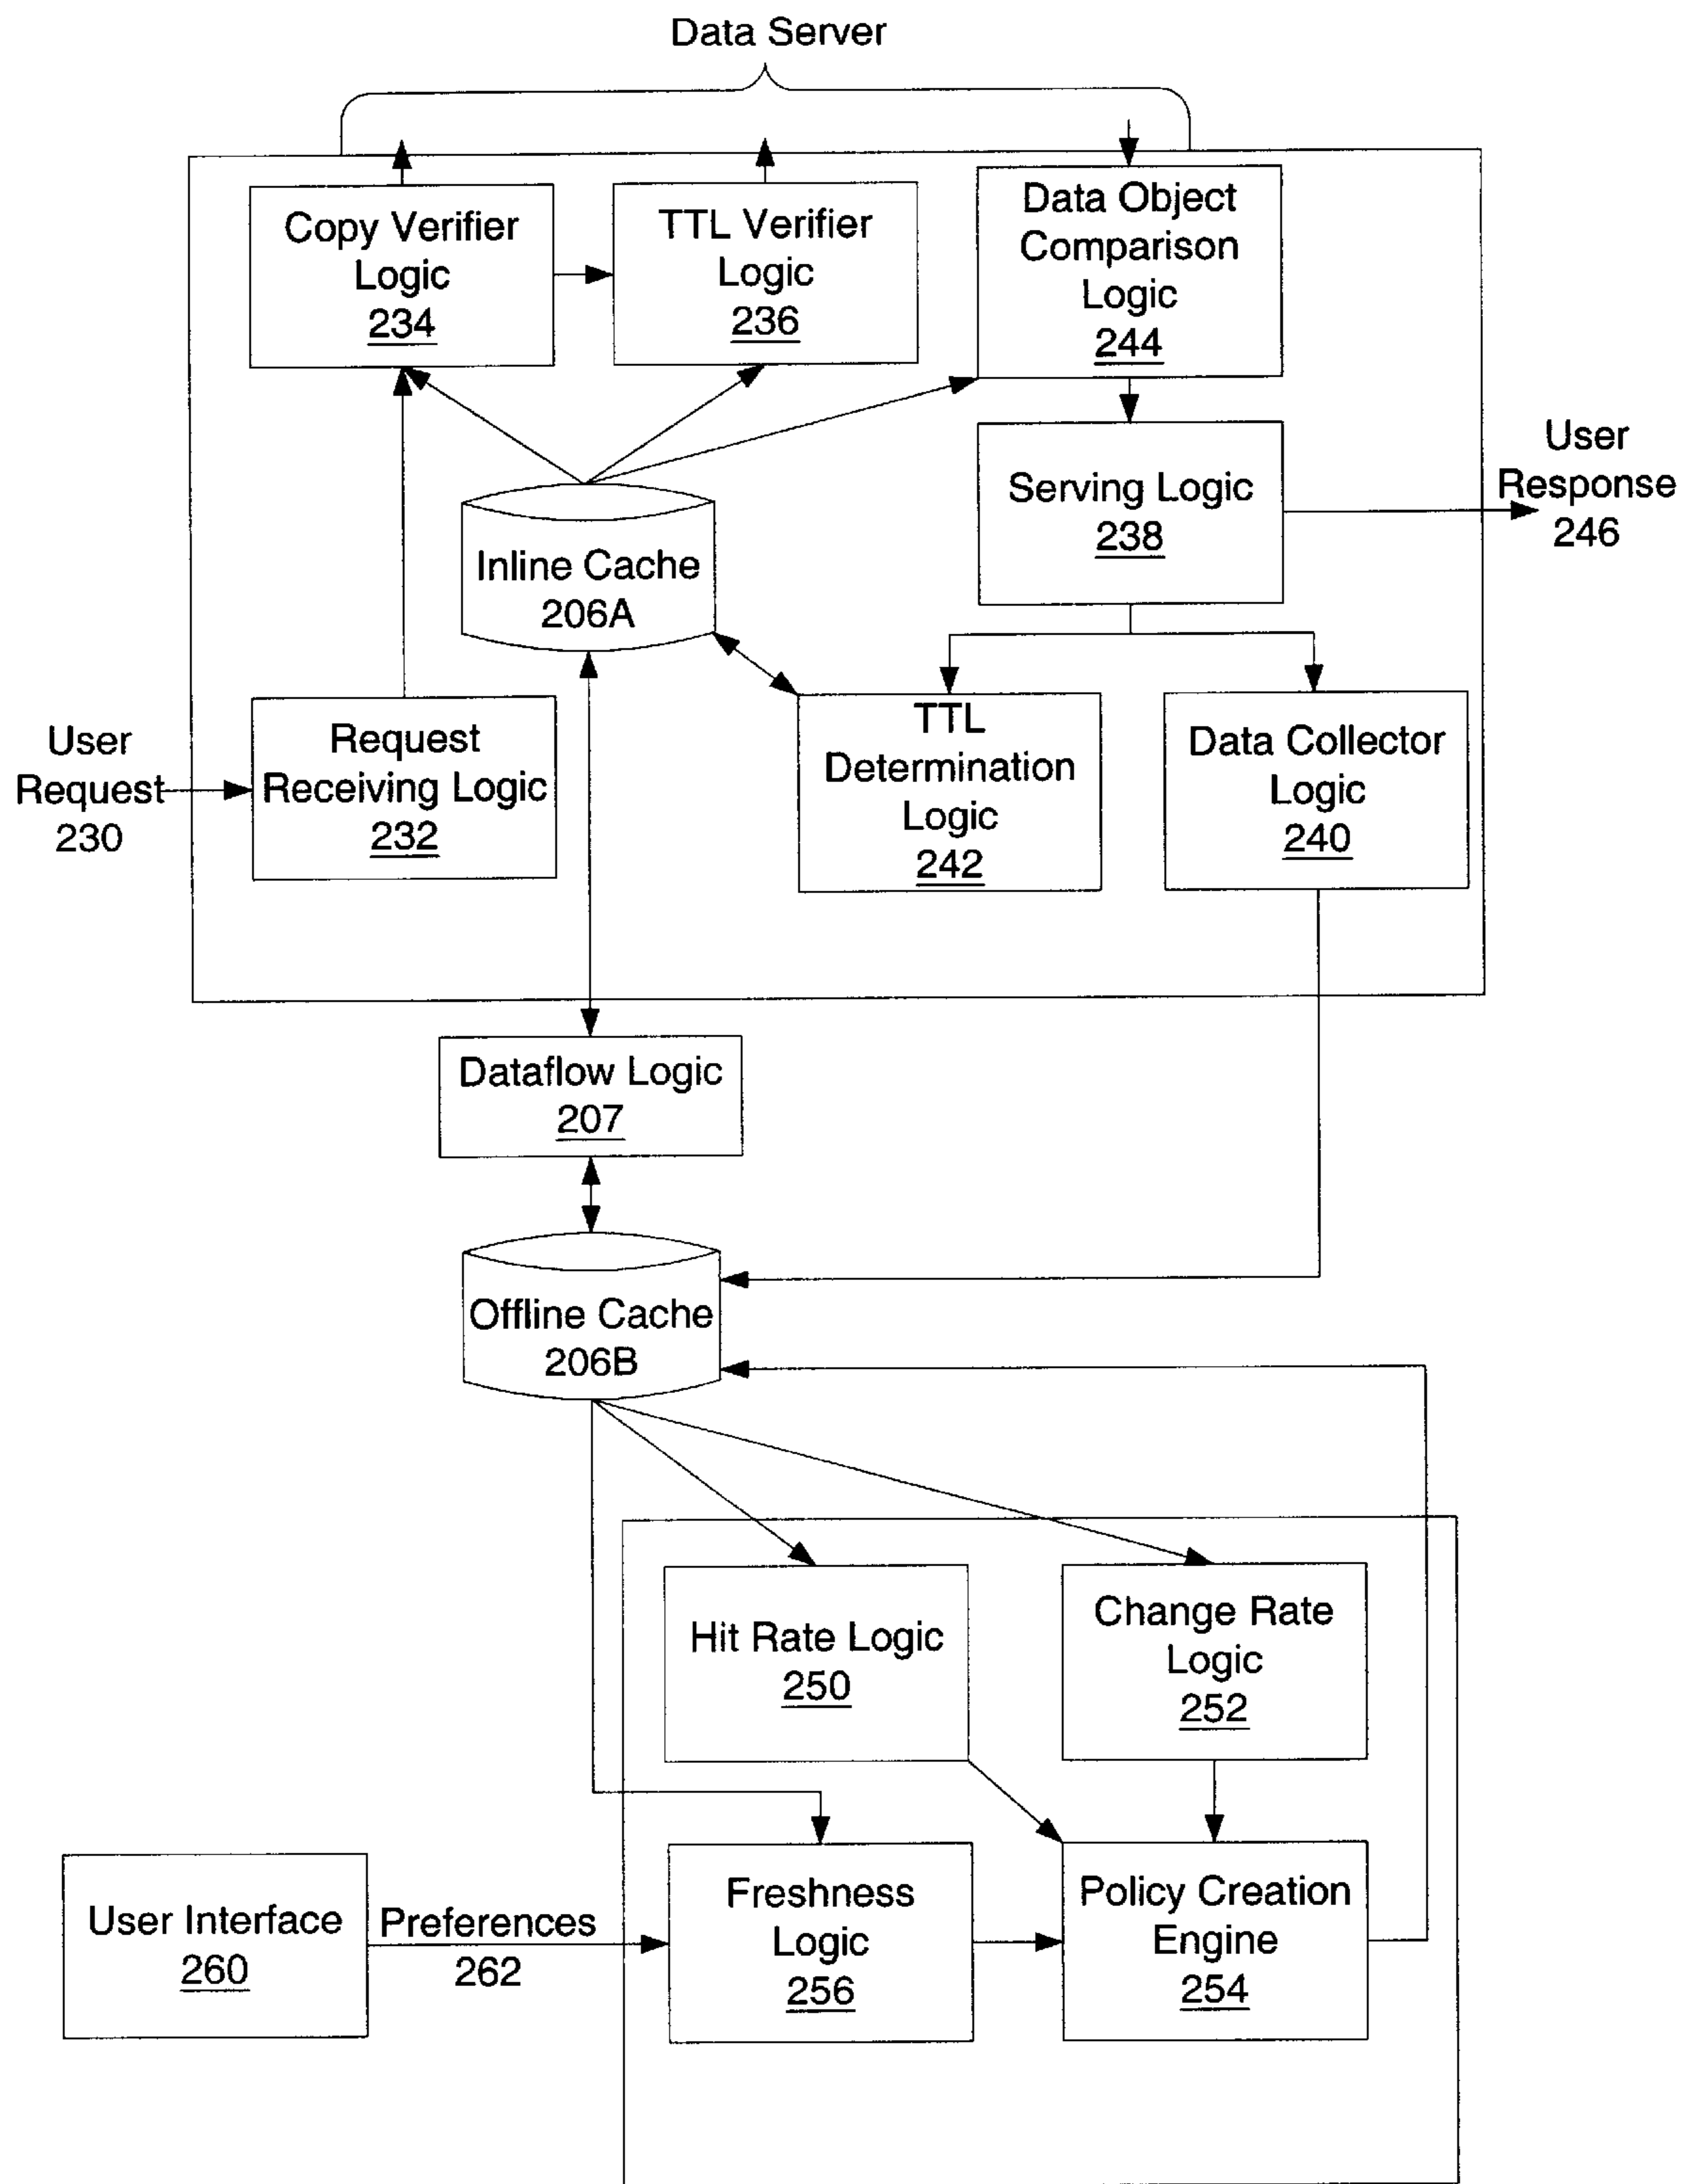 Data Server
Copy Verifier
Logic
234
TTL Verifier
Logic
236
Data Object
Comparison
Logic
244
Serving Logic
238
User
Response
246
Inline Cache
206A
User
Request
230
Request
Receiving Logic
232
TTL
Determination
Logic
242
Data Collector
Logic
240
Dataflow Logic
207
Offline Cache
206B
Hit Rate Logic
250
Change Rate
Logic
252
User Interface
260
Preferences
262
Freshness
Logic
256
Policy Creation
Engine
254